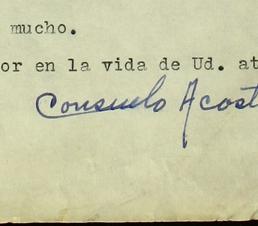 mucho.
or en la vida de Ud. at
Consuelo Acost